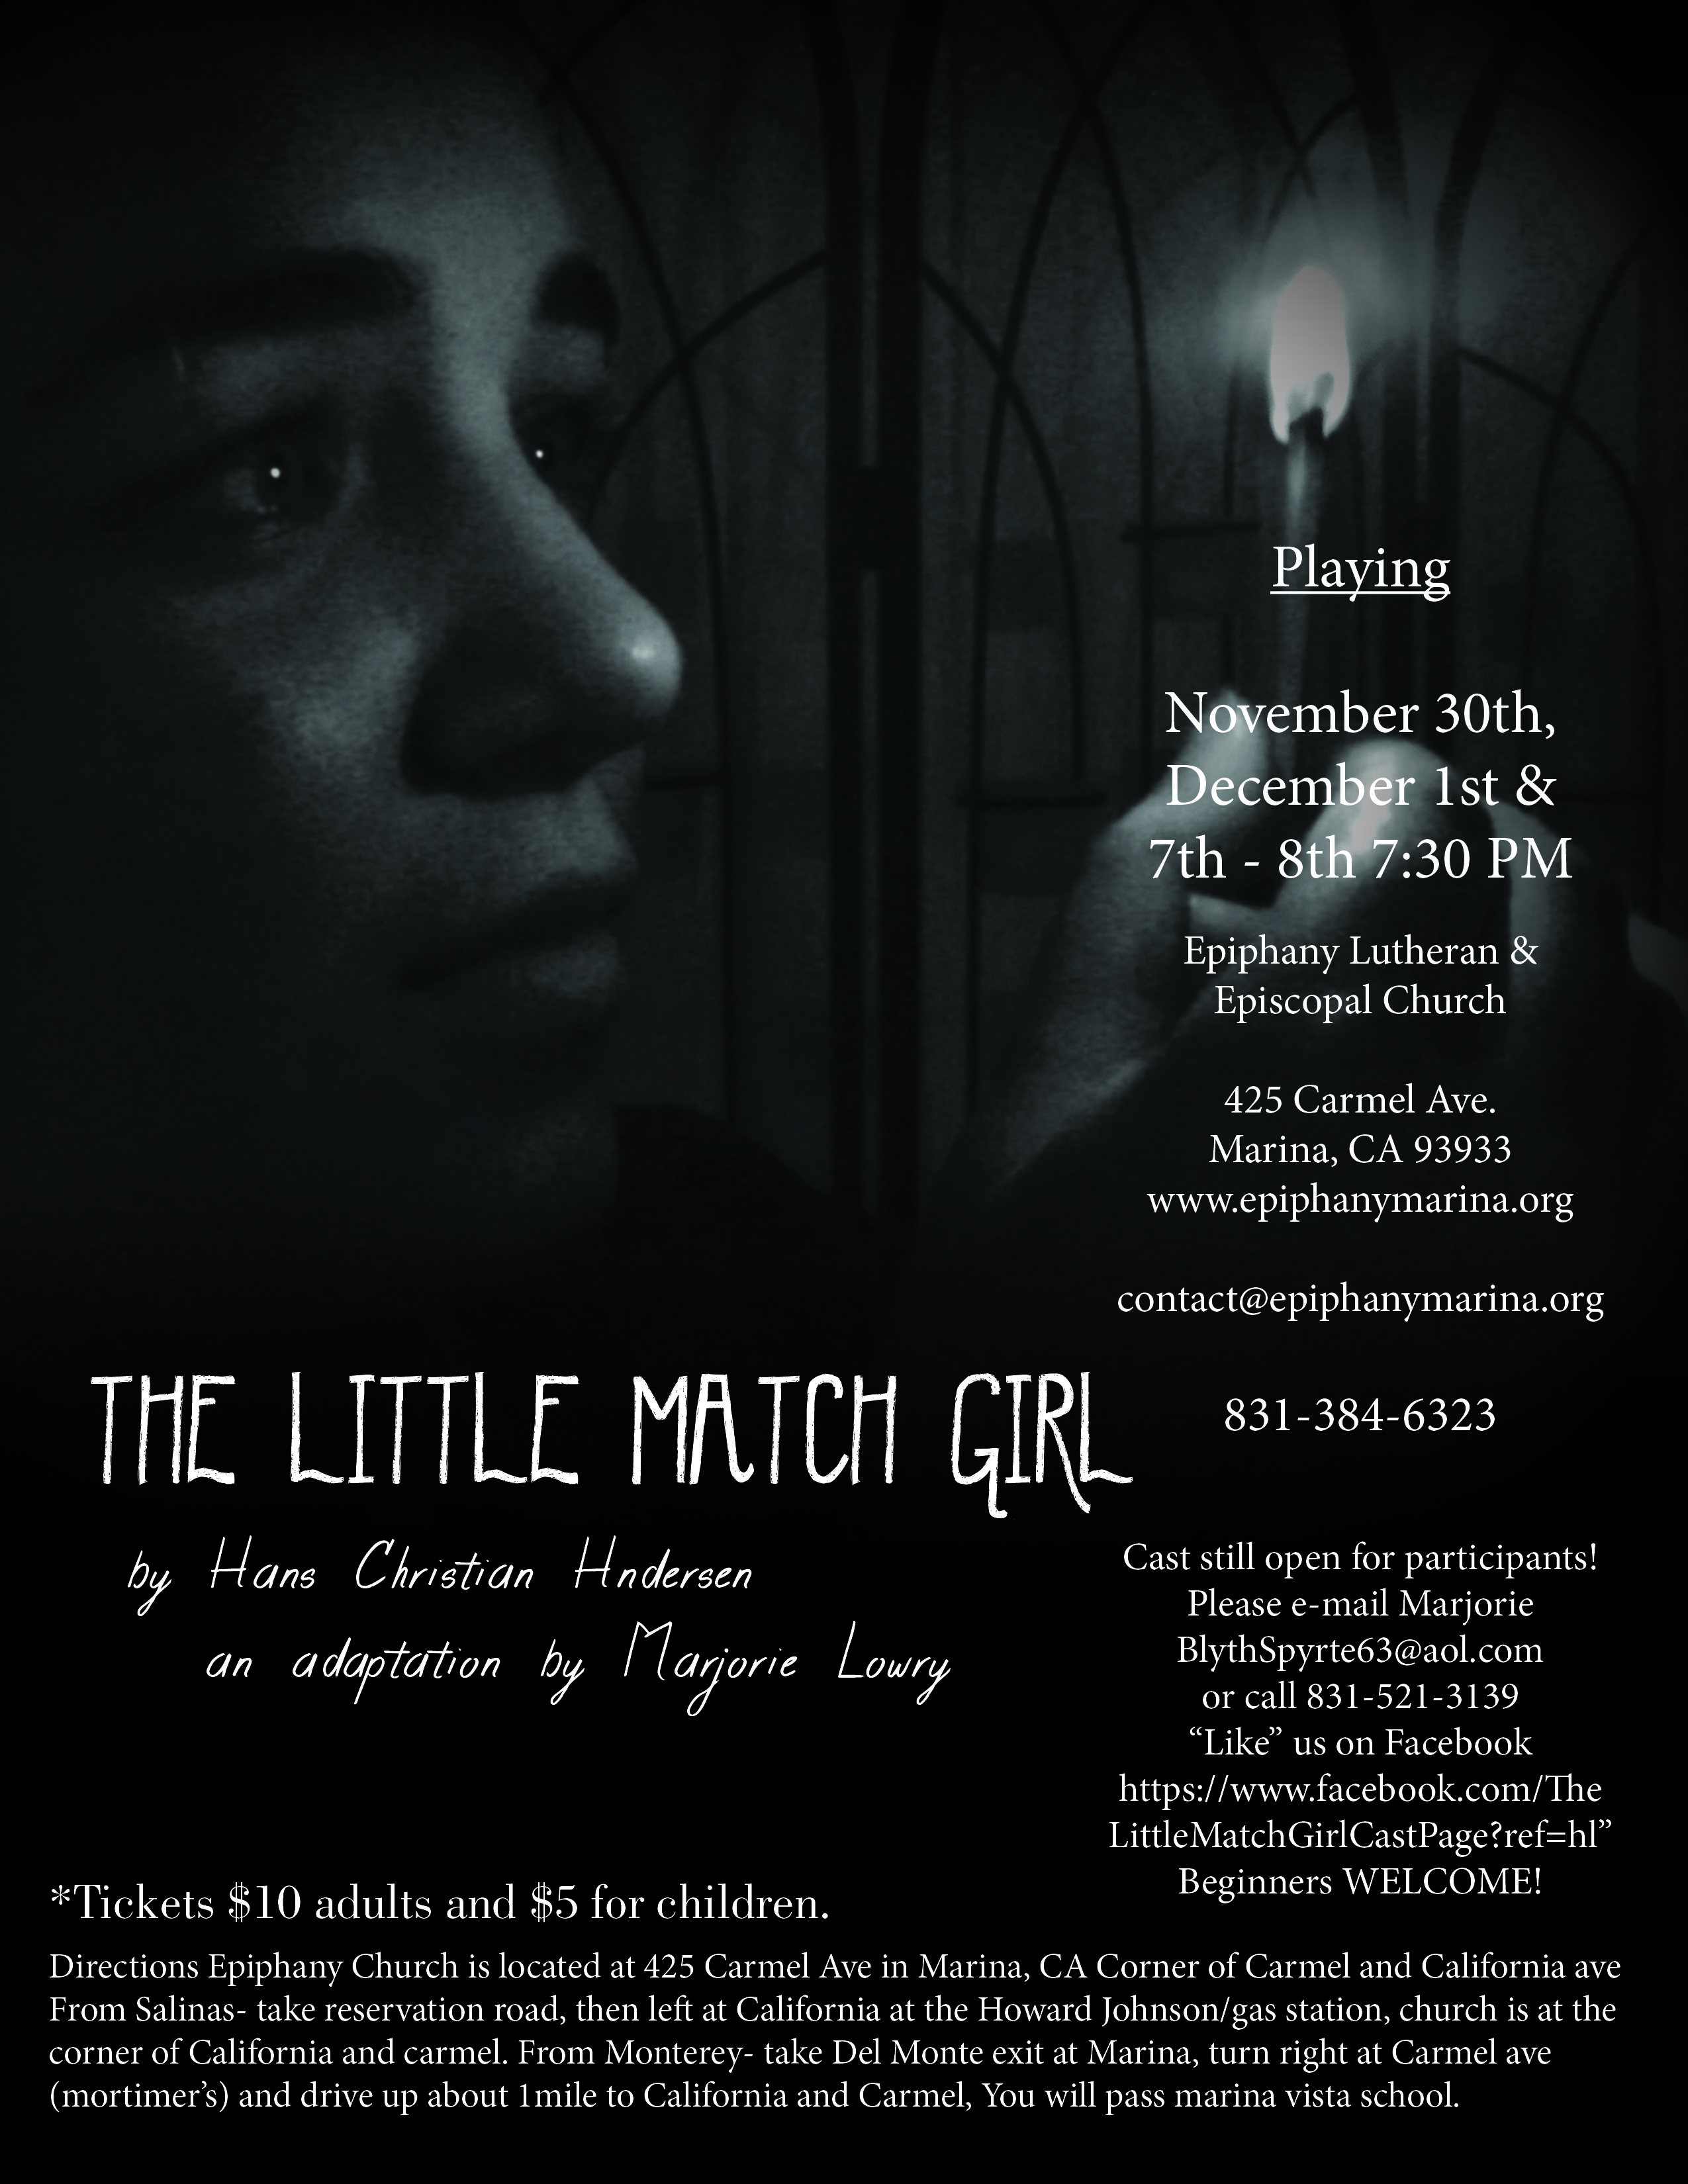 Playing
November 30th,
December 1st &
7th - 8th 7:30 PM
Epiphany Lutheran &
Episcopal Church
425 Carmel Ave.
Marina, CA 93933
www.epiphanymarina.org
contact@epiphanymarina.org
831-384-6323
THE LITTLE MATCH GIRL
by Hans Christian Hndersen
an adaptation by Marjorie Lowry
Cast still open for participants!
Please e-mail Marjorie
BlythSpyrte63@aol.com
or call 831-521-3139
“Like” us on Facebook
https://www.facebook.com/The
LittleMatchGirlCastPage?ref=hl”
Beginners WELCOME!
*Tickets $10 adults and $5 for children.
Directions Epiphany Church is located at 425 Carmel Ave in Marina, CA Corner of Carmel and California ave
From Salinas- take reservation road, then left at California at the Howard Johnson/gas station, church is at the
corner of California and carmel. From Monterey- take Del Monte exit at Marina, turn right at Carmel ave
(mortimer’s) and drive up about 1mile to California and Carmel, You will pass marina vista school.